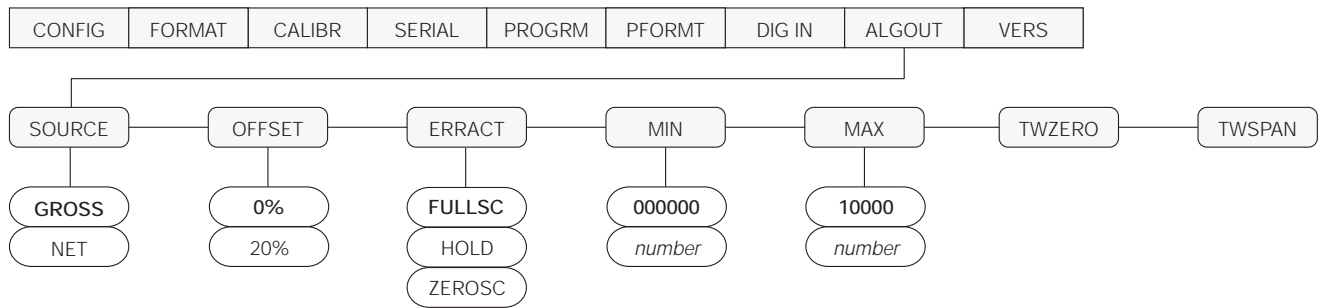 CONFIG FORMAT CALIBR SERIAL PROGRM PFORMT DIG IN ALGOUT VERS
SOURCE OFFSET ERRACT MIN MAX TWZERO TWSPAN
GROSS 0% FULLSC 000000 10000
NET 20% HOLD number number
ZEROSC